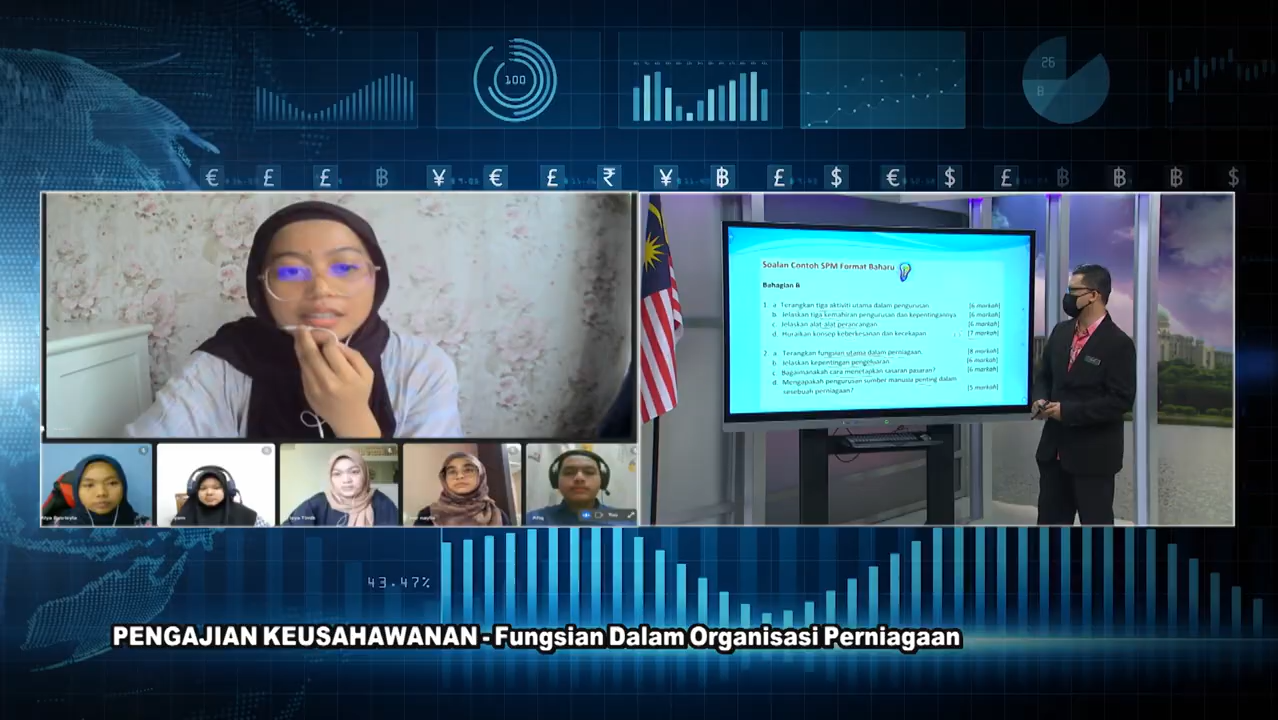 100
26
B
€ £ £ ฿ ¥ € £ ₹ ¥ ฿ £ $ € $ £ ฿ ฿ ฿ $
Soalan Contoh SPM Format Baharu
Bahagian B
1 a Terangkan tiga aktiviti utama dalam pengurusan [6 markah]
b. Jelaskan tiga kemahiran pengurusan dan kepentingannya [6 markah]
c. Jelaskan alat alat perancangan [6 markah]
d. Huraikan konsep keberkesanan dan kecekapan [7 markah]
2 a Terangkan fungsian utama dalam perniagaan. [8 markah]
b Jelaskan kepentingan pengeluaran [6 markah]
c Bagaimanakah cara menetapkan sasaran pasaran? [6 markah]
d. Mengapakah pengurusan sumber manusia penting dalam
sesebuah perniagaan? [5 markah]
43.47%
PENGAJIAN KEUSAHAWANAN - Fungsian Dalam Organisasi Perniagaan